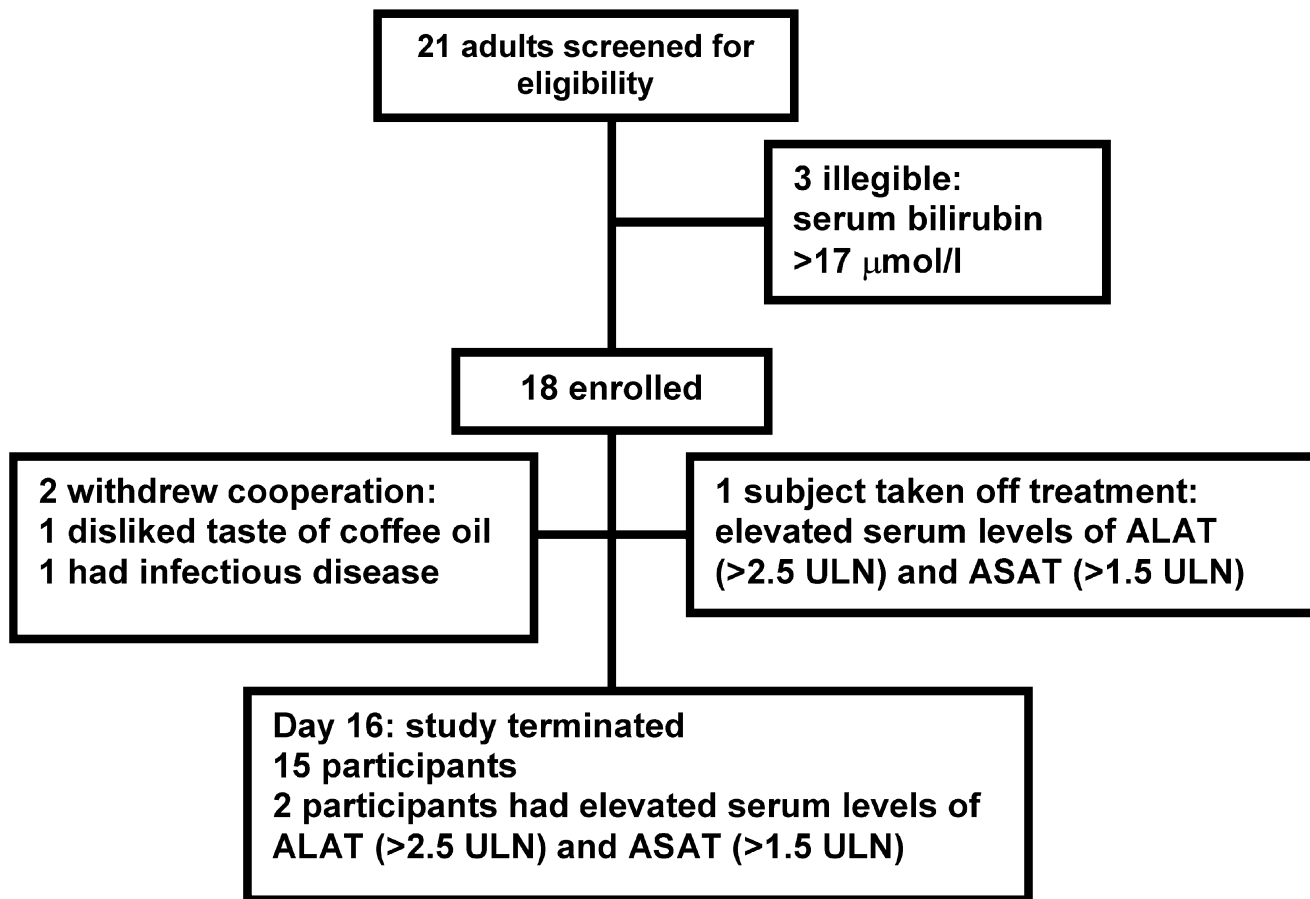 21 adults screened for
eligibility
3 illegible:
serum bilirubin
>17 μmol/l
18 enrolled
2 withdrew cooperation:
1 disliked taste of coffee oil
1 had infectious disease
1 subject taken off treatment:
elevated serum levels of ALAT
(>2.5 ULN) and ASAT (>1.5 ULN)
Day 16: study terminated
15 participants
2 participants had elevated serum levels of
ALAT (>2.5 ULN) and ASAT (>1.5 ULN)